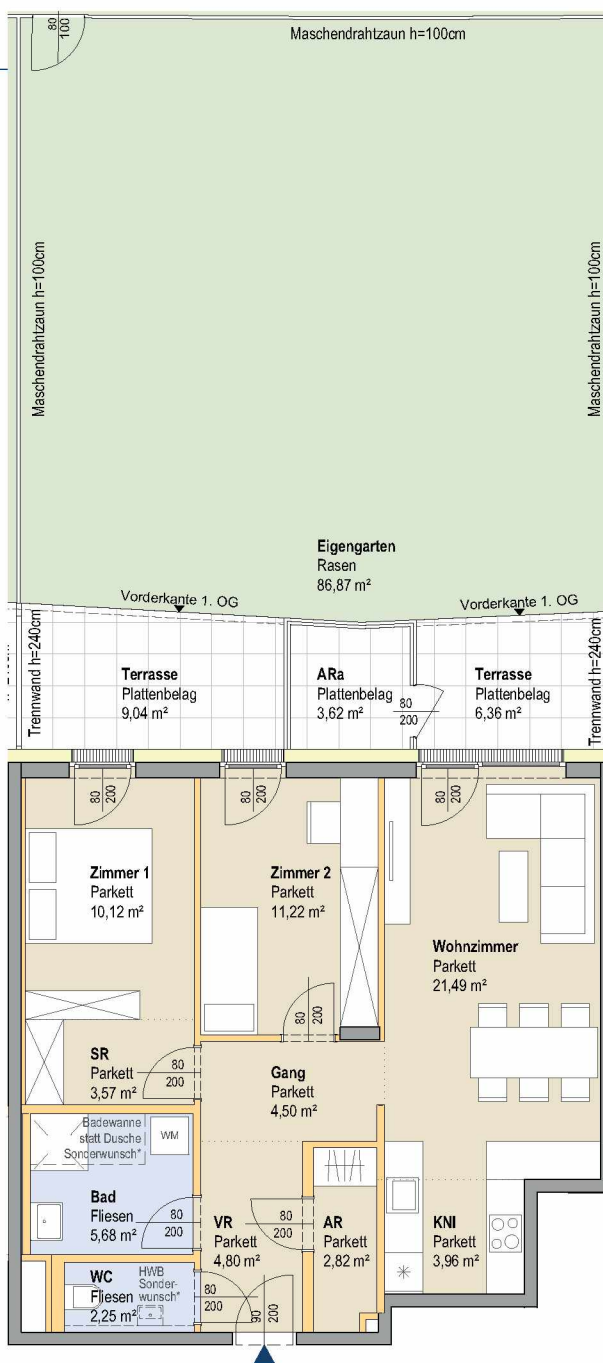 80
100
Maschendrahtzaun h=100cm
Maschendrahtzaun h=100cm
Maschendrahtzaun h=100cm
Eigengarten
Rasen
86,87 m²
Vorderkante 1. OG
Vorderkante 1. OG
Trennwand h=240cm
Terrasse
Plattenbelag
9,04 m²
ARa
Plattenbelag
3,62 m²
80
200
Terrasse
Plattenbelag
6,36 m²
Trennwand h=240cm
80
200
80
200
80
200
Zimmer 1
Parkett
10,12 m²
Zimmer 2
Parkett
11,22 m²
Wohnzimmer
Parkett
21,49 m²
80
200
SR
Parkett
3,57 m²
80
200
Gang
Parkett
4,50 m²
Badewanne
statt Dusche
Sonderwunsch*
WM
Bad
Fliesen
5,68 m²
80
200
VR
Parkett
4,80 m²
80
200
AR
Parkett
2,82 m²
KNI
Parkett
3,96 m²
WC
Fliesen
2,25 m²
HWB
Sonder-
wunsch*
80
200
90
200